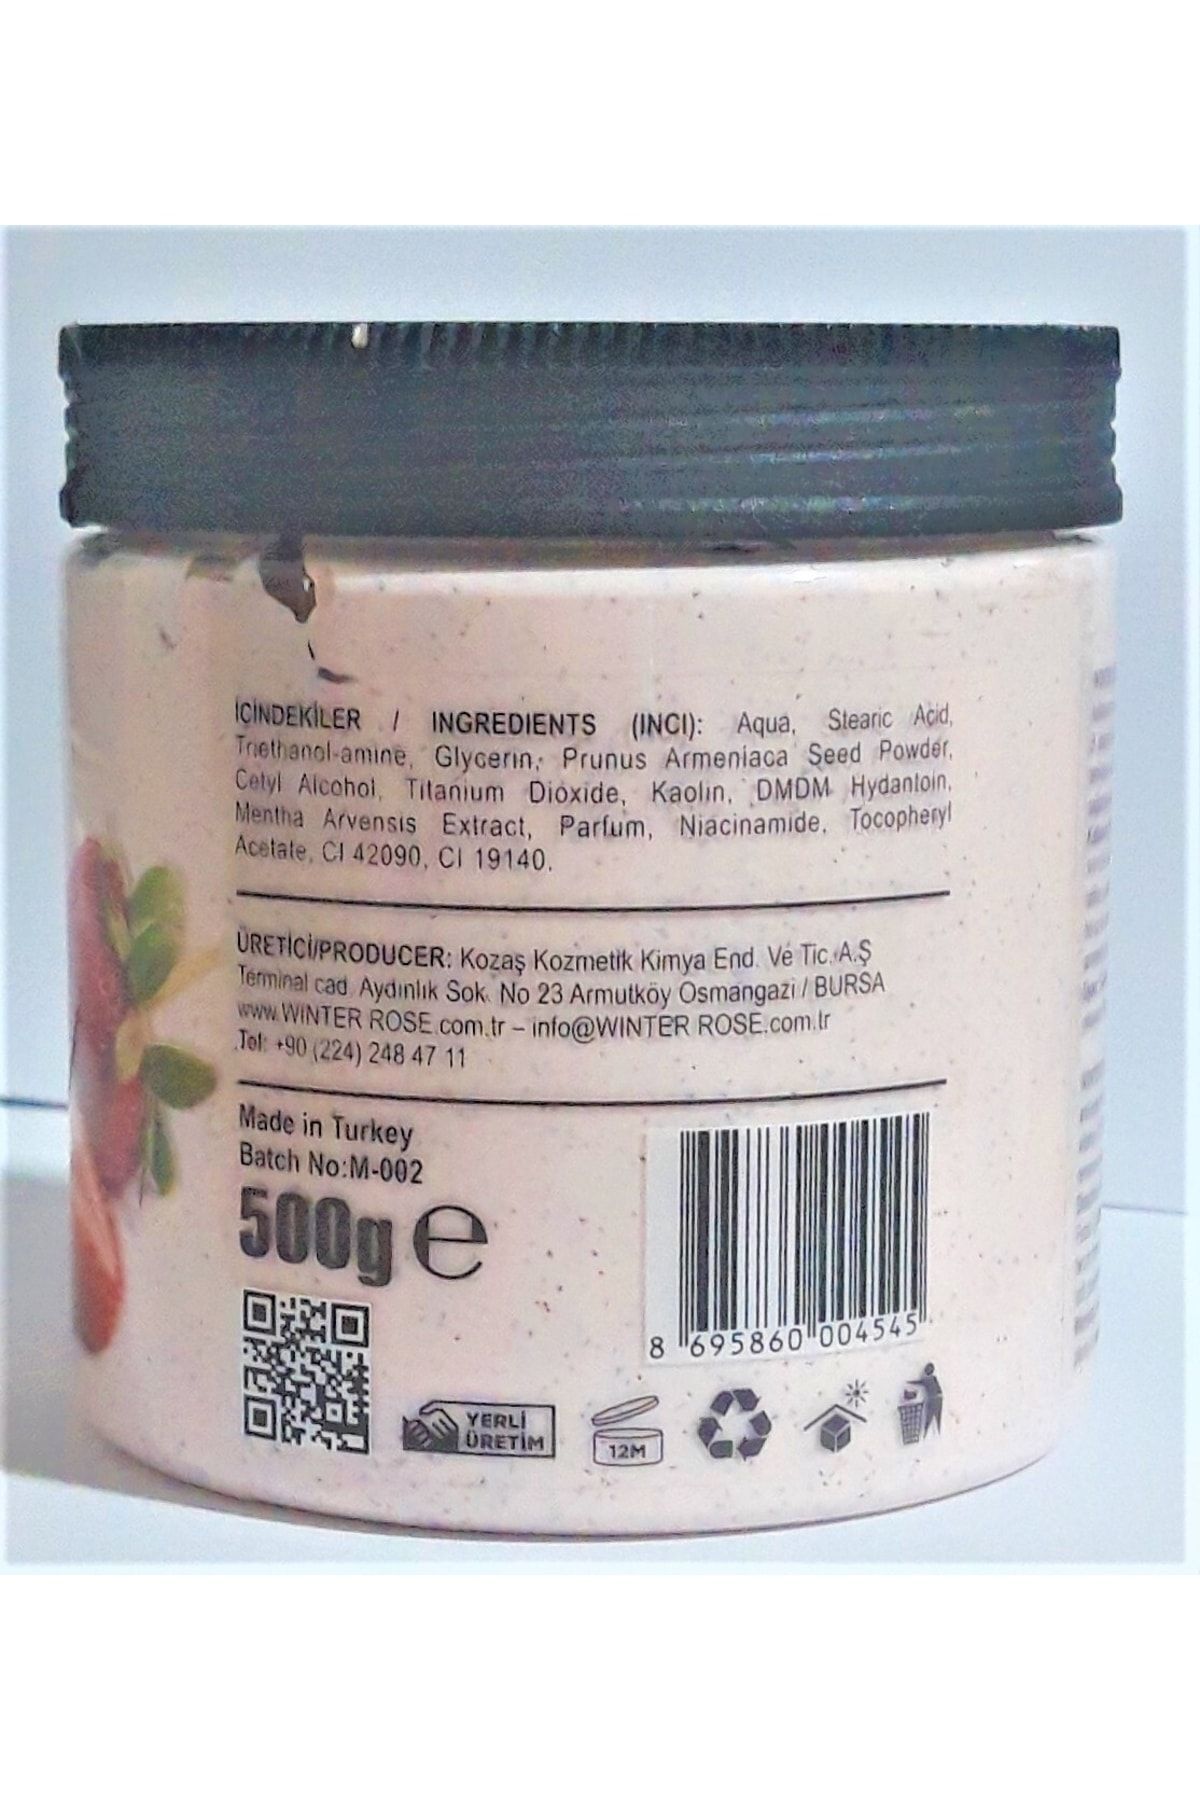 İÇİNDEKİLER / INGREDIENTS (INCI): Aqua, Stearic Acid,
Triethanol-amine, Glycerin, Prunus Armeniaca Seed Powder,
Cetyl Alcohol, Titanium Dioxide, Kaolin, DMDM Hydantoin,
Mentha Arvensis Extract, Parfum, Niacinamide, Tocopheryl
Acetate, CI 42090, CI 19140.
ÜRETİCİ/PRODUCER: Kozaş Kozmetik Kimya End. Ve Tic. A.Ş
Terminal cad. Aydınlık Sok. No 23 Armutköy Osmangazi / BURSA
www.WINTER ROSE.com.tr – info@WINTER ROSE.com.tr
Tel: +90 (224) 248 47 11
Made in Turkey
Batch No:M-002
500g e
8 695860 004545
YERLİ
ÜRETİM
12M